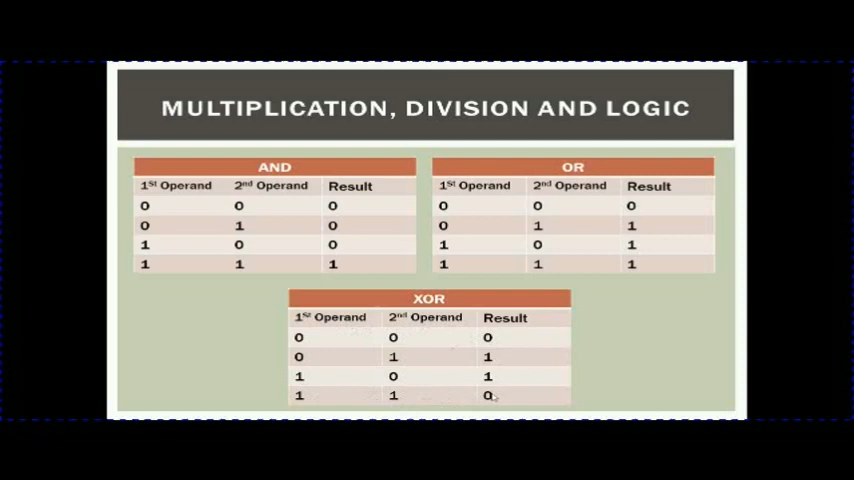 MULTIPLICATION, DIVISION AND LOGIC
AND
1St Operand 2nd Operand Result
0 0 0
0 1 0
1 0 0
1 1 1
OR
1St Operand 2nd Operand Result
0 0 0
0 1 1
1 0 1
1 1 1
XOR
1St Operand 2nd Operand Result
0 0 0
0 1 1
1 0 1
1 1 0